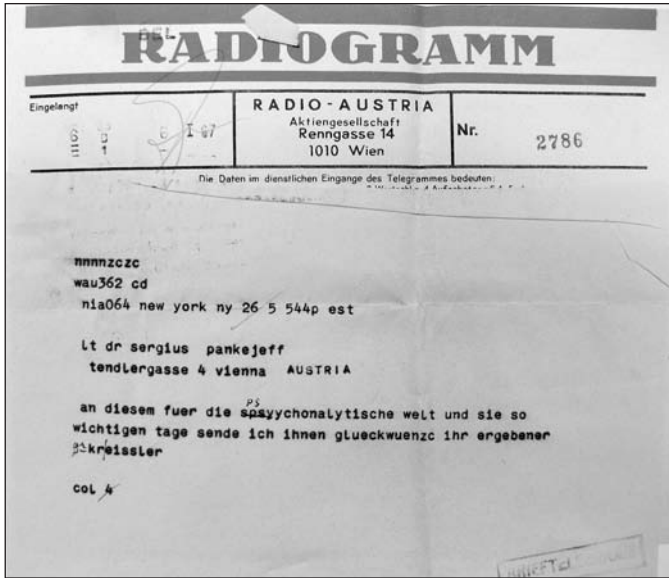 RADIOGRAMM
Eingelangt
RADIO-AUSTRIA
Aktiengesellschaft
Renngasse 14
1010 Wien
Nr.
2786
Die Daten im dienstlichen Eingange des Telegrammes bedeuten:
nnnnzczc
wau362 cd
nia064 new york ny 26 5 544p est
lt dr sergius pankejeff
tendlergasse 4 vienna AUSTRIA
ps
an diesem fuer die spsyychonalytische welt und sie so
wichtigen tage sende ich ihnen glueckwuenzc ihr ergebener
kreissler
col 4